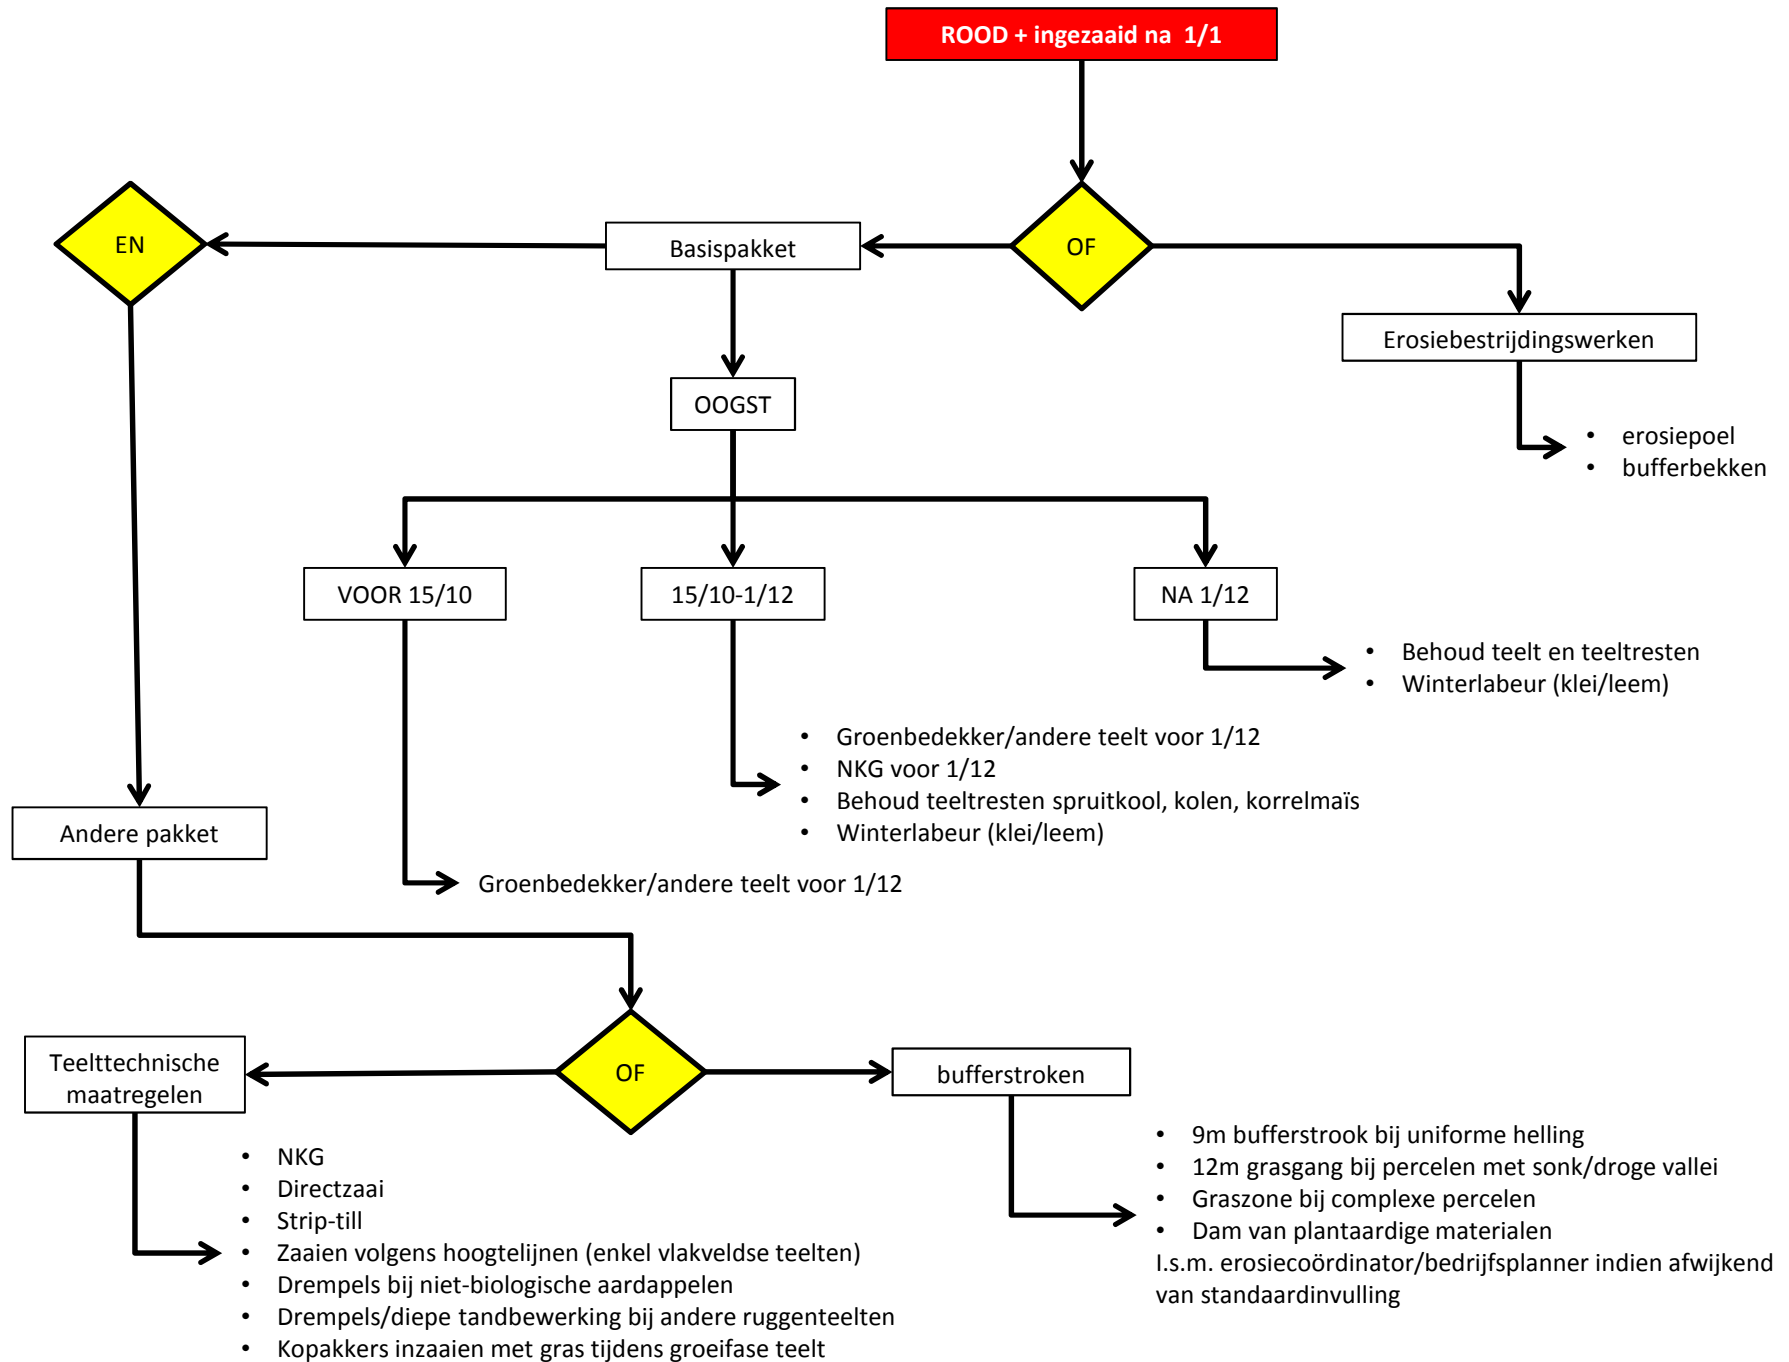 ROOD + ingezaaid na 1/1
EN
Basispakket
OF
Erosiebestrijdingswerken
OOGST
• erosiepoel
• bufferbekken
VOOR 15/10
15/10-1/12
NA 1/12
• Behoud teelt en teeltresten
• Winterlabeur (klei/leem)
• Groenbedekker/andere teelt voor 1/12
• NKG voor 1/12
• Behoud teeltresten spruitkool, kolen, korrelmaïs
• Winterlabeur (klei/leem)
Andere pakket
Groenbedekker/andere teelt voor 1/12
Teelttechnische
maatregelen
OF
bufferstroken
• NKG
• Directzaai
• Strip-till
• Zaaien volgens hoogtelijnen (enkel vlakveldse teelten)
• Drempels bij niet-biologische aardappelen
• Drempels/diepe tandbewerking bij andere ruggenteelten
• Kopakkers inzaaien met gras tijdens groeifase teelt
• 9m bufferstrook bij uniforme helling
• 12m grasgang bij percelen met sonk/droge vallei
• Graszone bij complexe percelen
• Dam van plantaardige materialen
I.s.m. erosiecoördinator/bedrijfsplanner indien afwijkend
van standaardinvulling